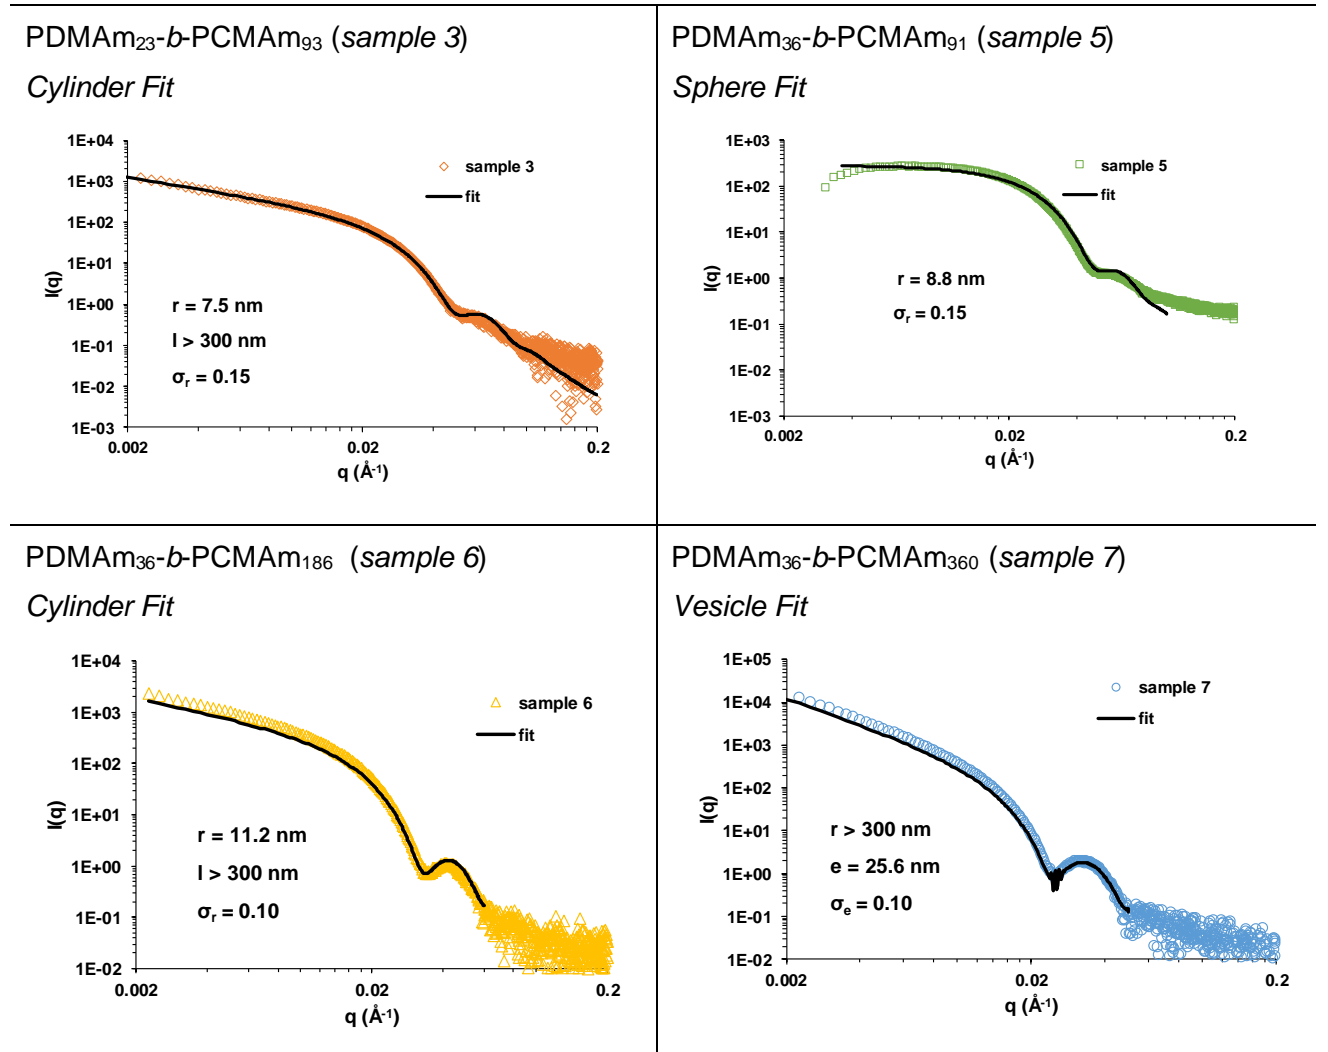 PDMAm₂₃-b-PCMAm₉₃ (sample 3)
Cylinder Fit
1E+04
1E+03
1E+02
1E+01
1E+00
1E-01
1E-02
1E-03
I(q)
sample 3
fit
r = 7.5 nm
l > 300 nm
σᵣ = 0.15
0.002
0.02
0.2
q (Å⁻¹)
PDMAm₃₆-b-PCMAm₉₁ (sample 5)
Sphere Fit
1E+03
1E+02
1E+01
1E+00
1E-01
1E-02
1E-03
I(q)
sample 5
fit
r = 8.8 nm
σᵣ = 0.15
0.002
0.02
0.2
q (Å⁻¹)
PDMAm₃₆-b-PCMAm₁₈₆ (sample 6)
Cylinder Fit
1E+04
1E+03
1E+02
1E+01
1E+00
1E-01
1E-02
I(q)
sample 6
fit
r = 11.2 nm
l > 300 nm
σᵣ = 0.10
0.002
0.02
0.2
q (Å⁻¹)
PDMAm₃₆-b-PCMAm₃₆₀ (sample 7)
Vesicle Fit
1E+05
1E+04
1E+03
1E+02
1E+01
1E+00
1E-01
1E-02
I(q)
sample 7
fit
r > 300 nm
e = 25.6 nm
σₑ = 0.10
0.002
0.02
0.2
q (Å⁻¹)